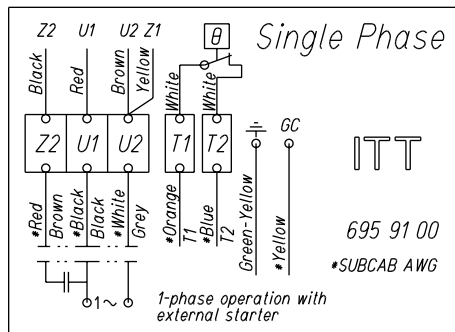 Z2 U1 U2 Z1
θ
Single Phase
Black
Red
Brown
Yellow
White
White
Z2 U1 U2 T1 T2
GC
ITT
#Red
Brown
#Black
Black
#White
Grey
#Orange
T1
#Blue
T2
Green-Yellow
#Yellow
695 91 00
#SUBCAB AWG
1~
1-phase operation with
external starter